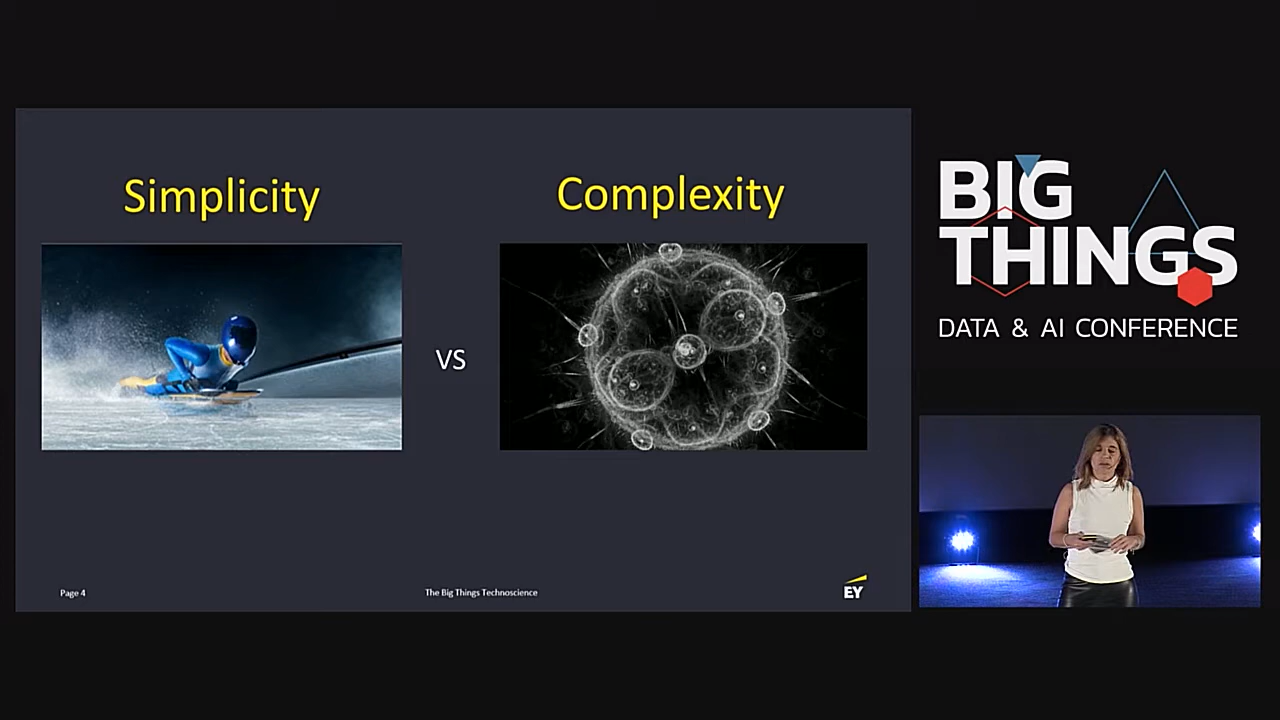 Simplicity
Complexity
VS
Page 4
The Big Things Technoscience
EY
BIG
THINGS
DATA & AI CONFERENCE